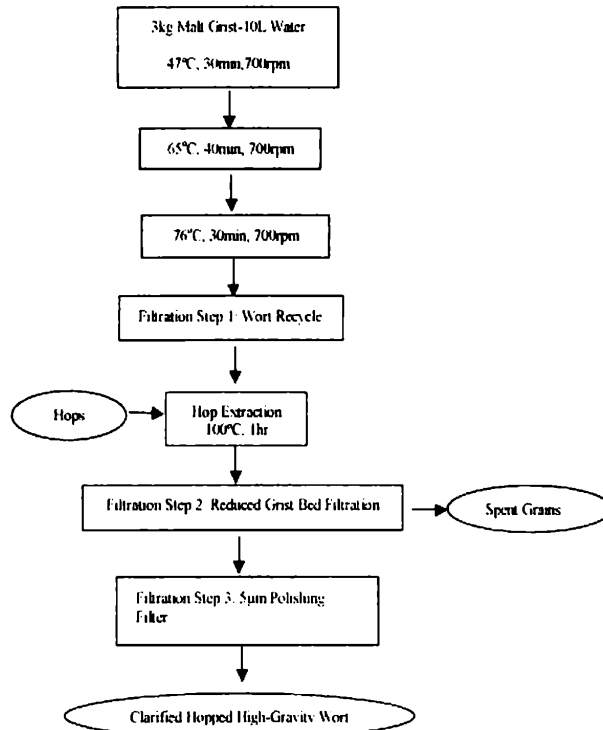 3kg Malt Grist-10L Water
47°C, 30min,700rpm
65°C, 40min, 700rpm
76°C, 30min, 700rpm
Filtration Step 1: Wort Recycle
Hops
Hop Extraction
100°C, 1hr
Filtration Step 2: Reduced Grist Bed Filtration
Spent Grains
Filtration Step 3: 5µm Polishing
Filter
Clarified Hopped High-Gravity Wort